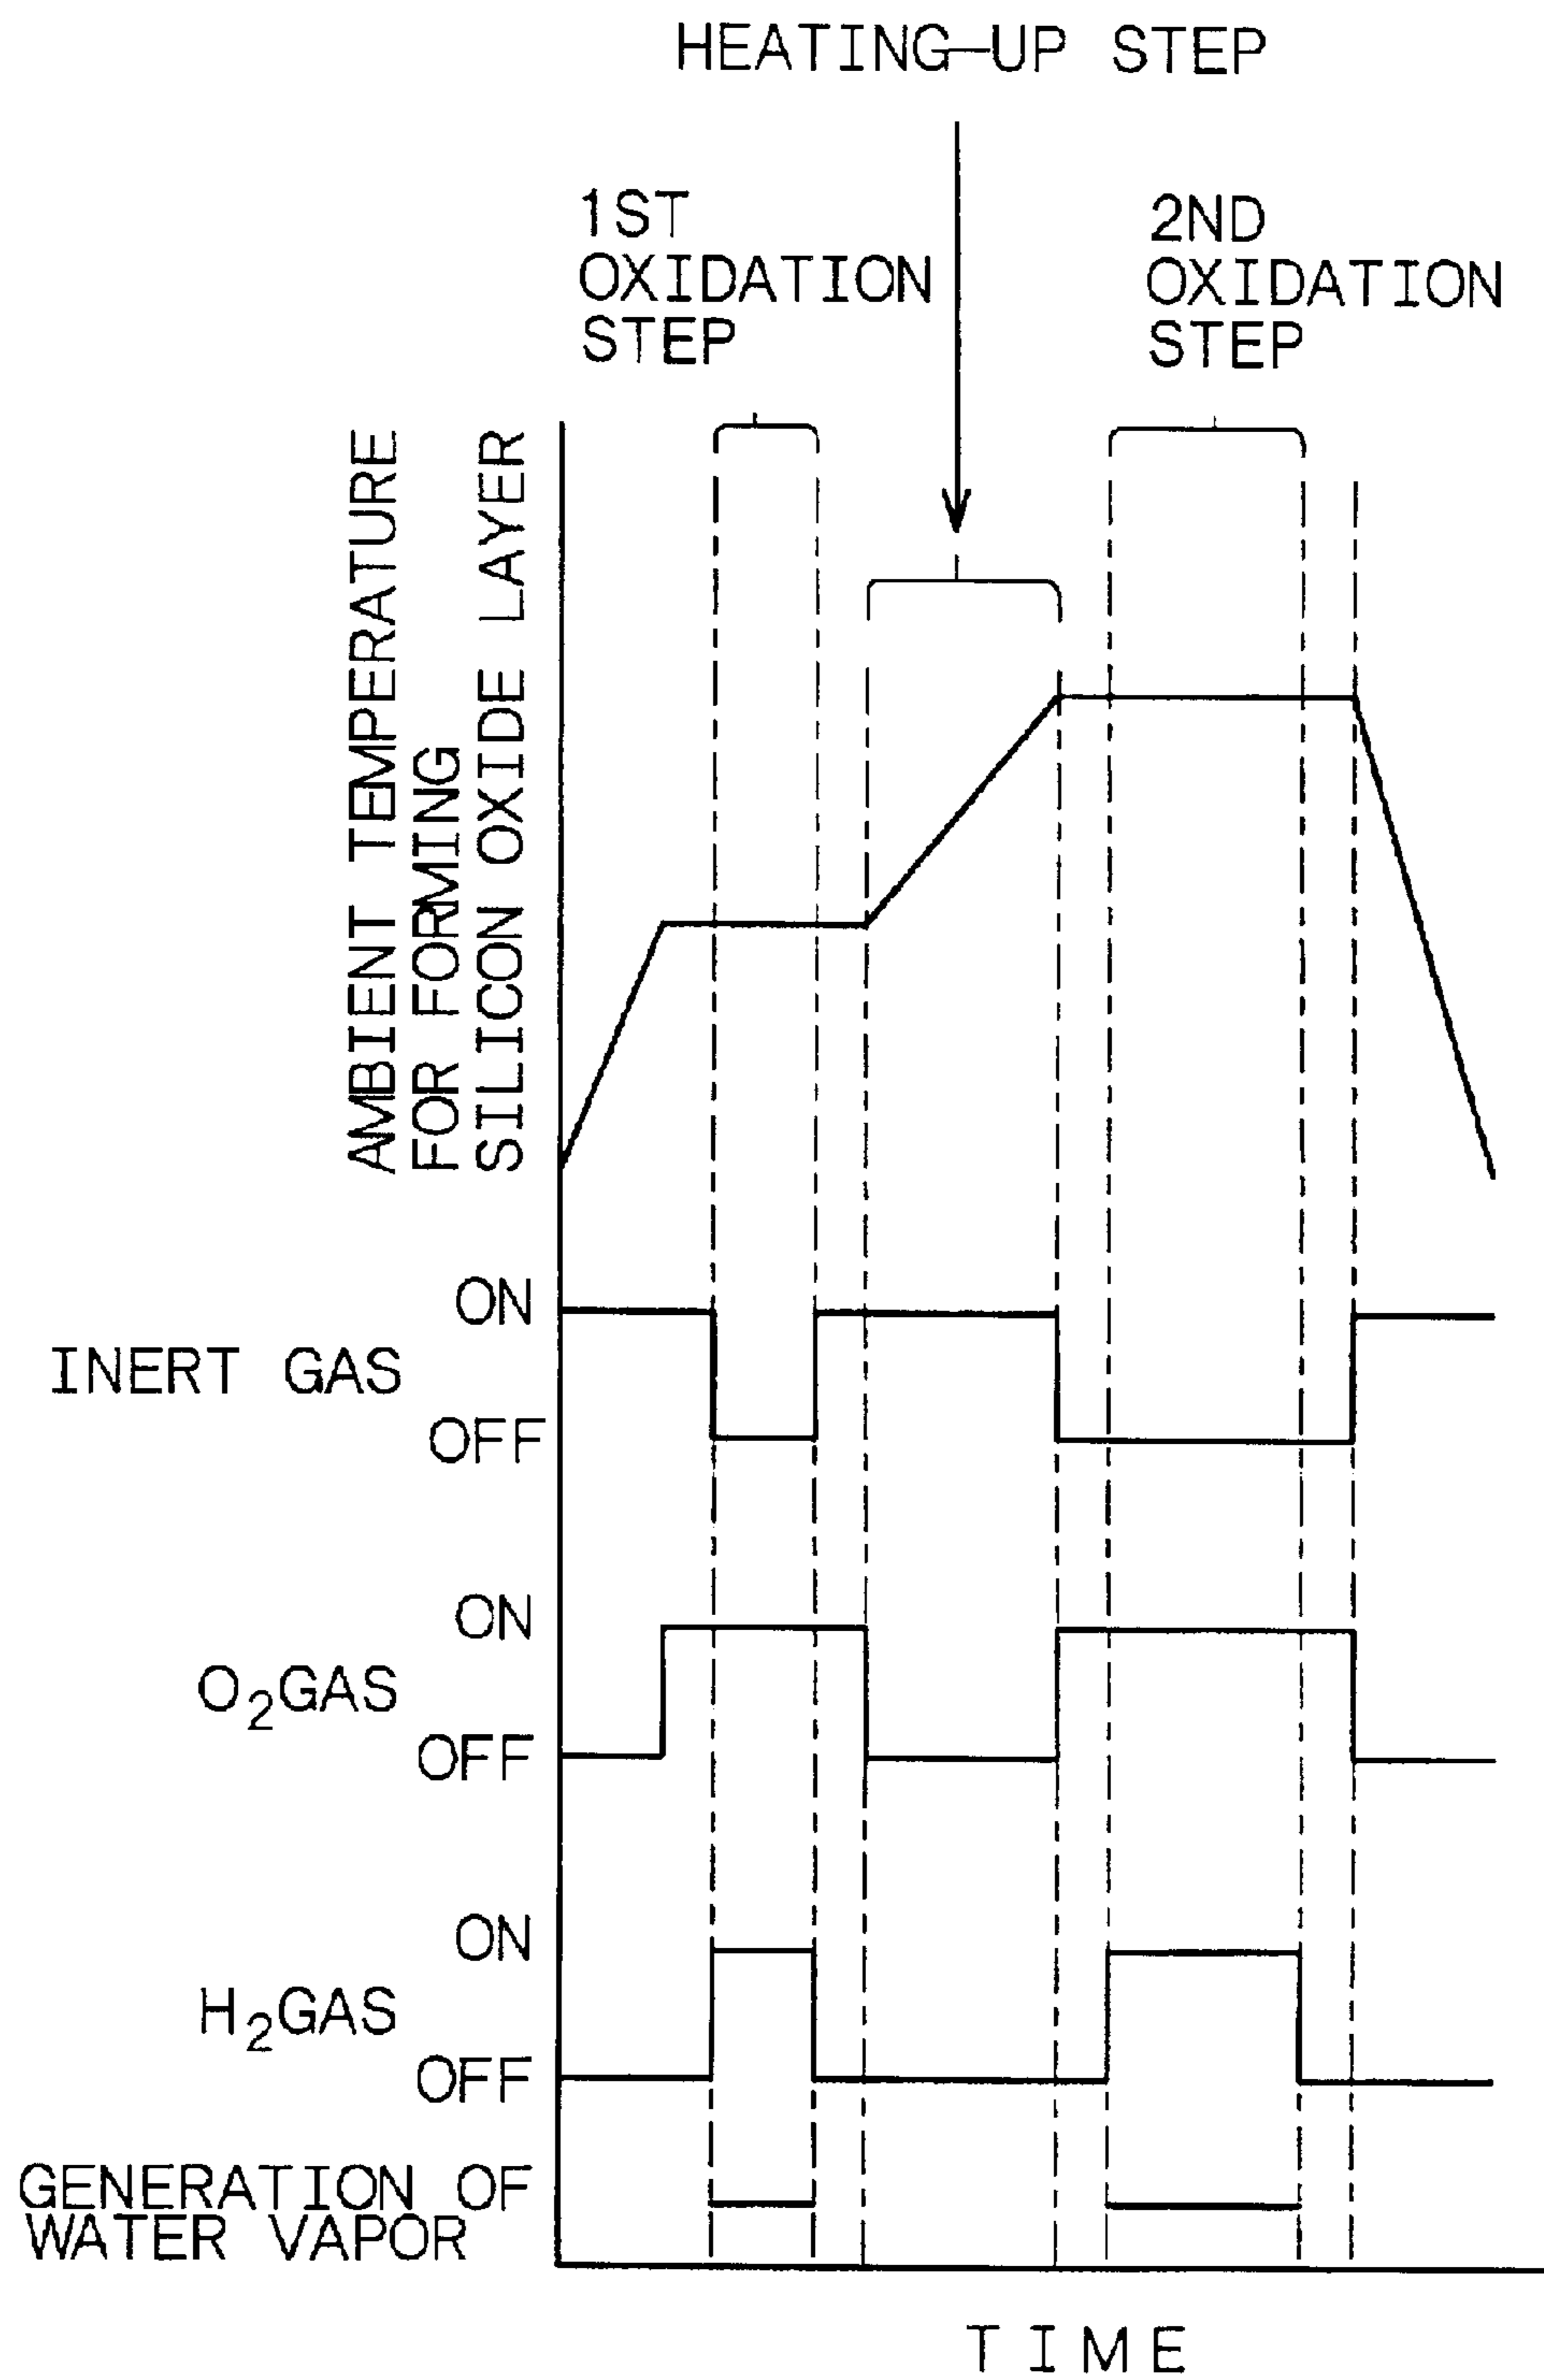 HEATING-UP STEP
1ST
OXIDATION
STEP
2ND
OXIDATION
STEP
AMBIENT TEMPERATURE
FOR FORMING
SILICON OXIDE LAYER
ON
INERT GAS
OFF
ON
O₂GAS
OFF
ON
H₂GAS
OFF
GENERATION OF
WATER VAPOR
TIME